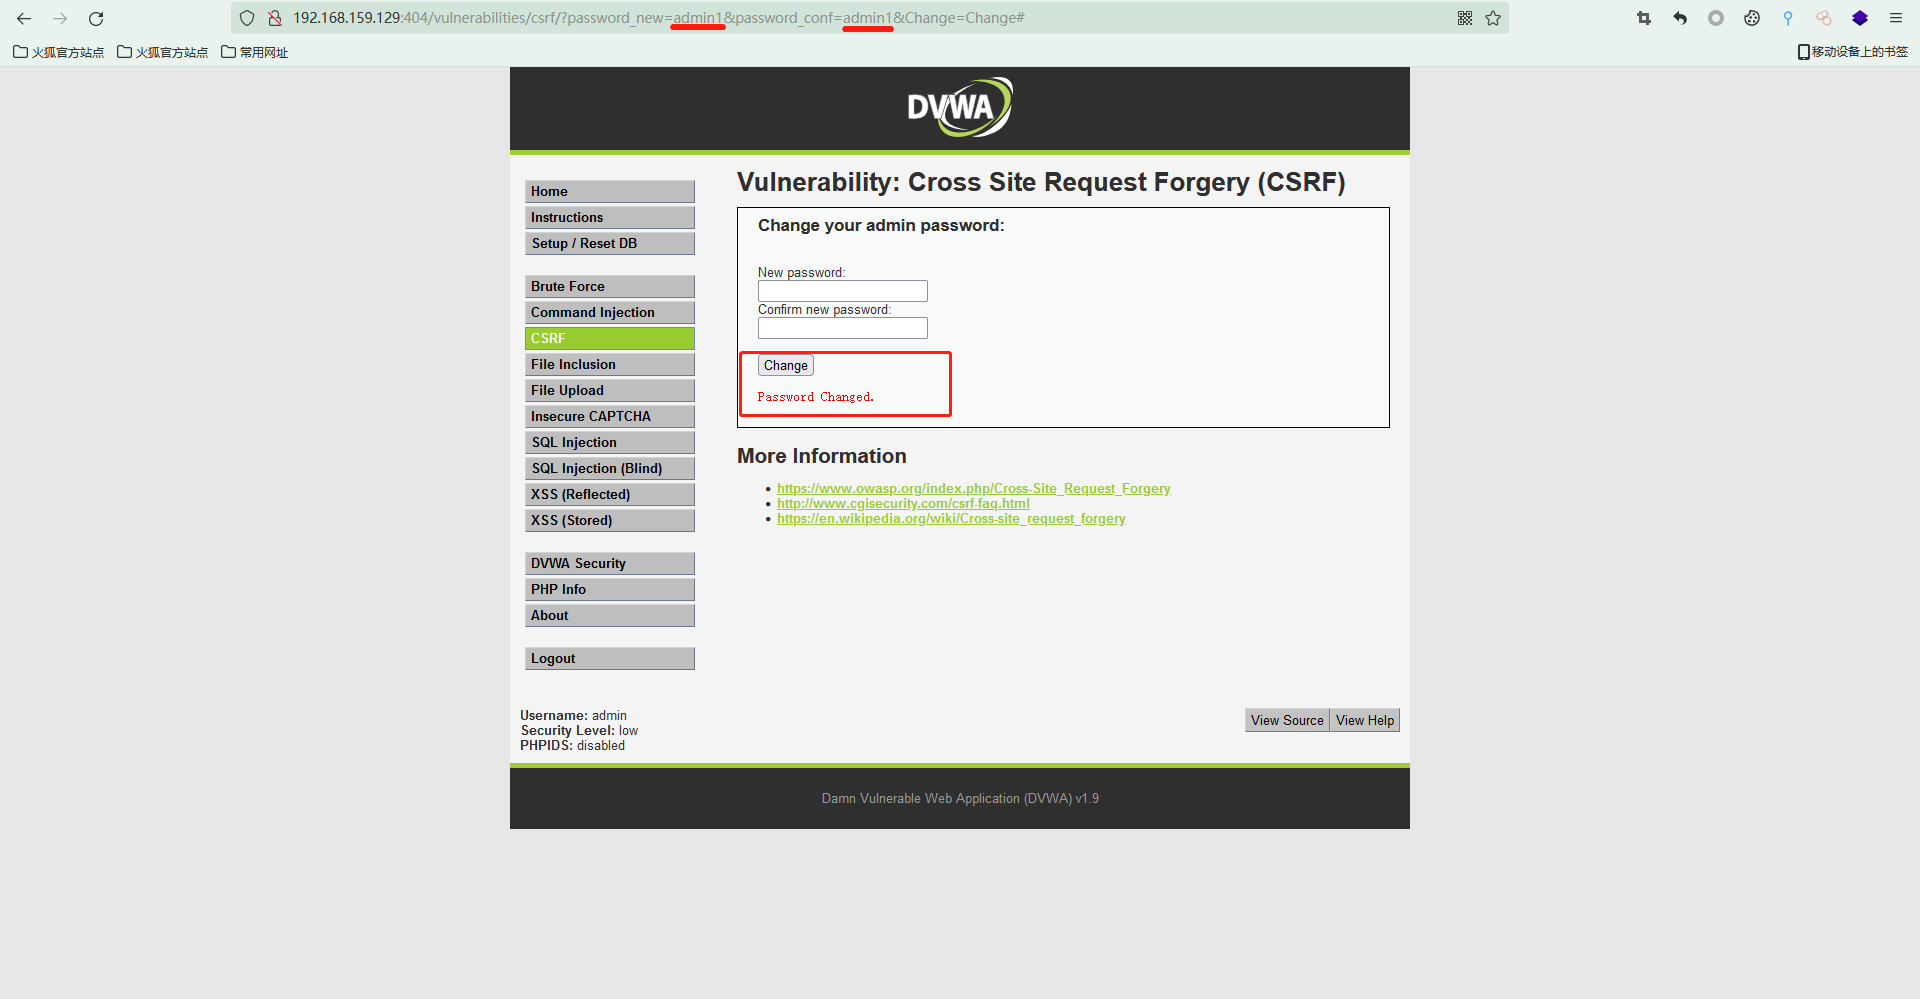 192.168.159.129:404/vulnerabilities/csrf/?password_new=admin1&password_conf=admin1&Change=Change#
火狐官方站点 火狐官方站点 常用网址 移动设备上的书签
DVWA
Home
Instructions
Setup / Reset DB
Brute Force
Command Injection
CSRF
File Inclusion
File Upload
Insecure CAPTCHA
SQL Injection
SQL Injection (Blind)
XSS (Reflected)
XSS (Stored)
DVWA Security
PHP Info
About
Logout
Vulnerability: Cross Site Request Forgery (CSRF)
Change your admin password:
New password:
Confirm new password:
Change
Password Changed.
More Information
https://www.owasp.org/index.php/Cross-Site_Request_Forgery
http://www.cgisecurity.com/csrf-faq.html
https://en.wikipedia.org/wiki/Cross-site_request_forgery
Username: admin
Security Level: low
PHPIDS: disabled
View Source View Help
Damn Vulnerable Web Application (DVWA) v1.9